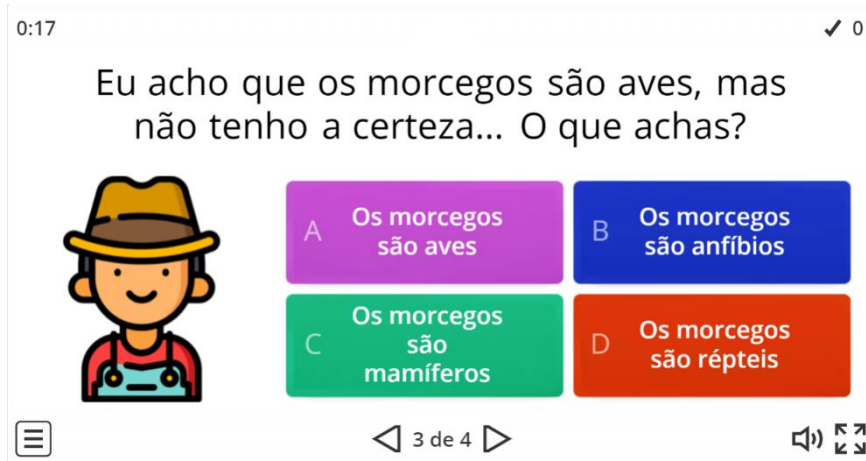 0:17
✓ 0
Eu acho que os morcegos são aves, mas
não tenho a certeza... O que achas?
A
Os morcegos
são aves
B
Os morcegos
são anfíbios
C
Os morcegos
são
mamíferos
D
Os morcegos
são répteis
3 de 4